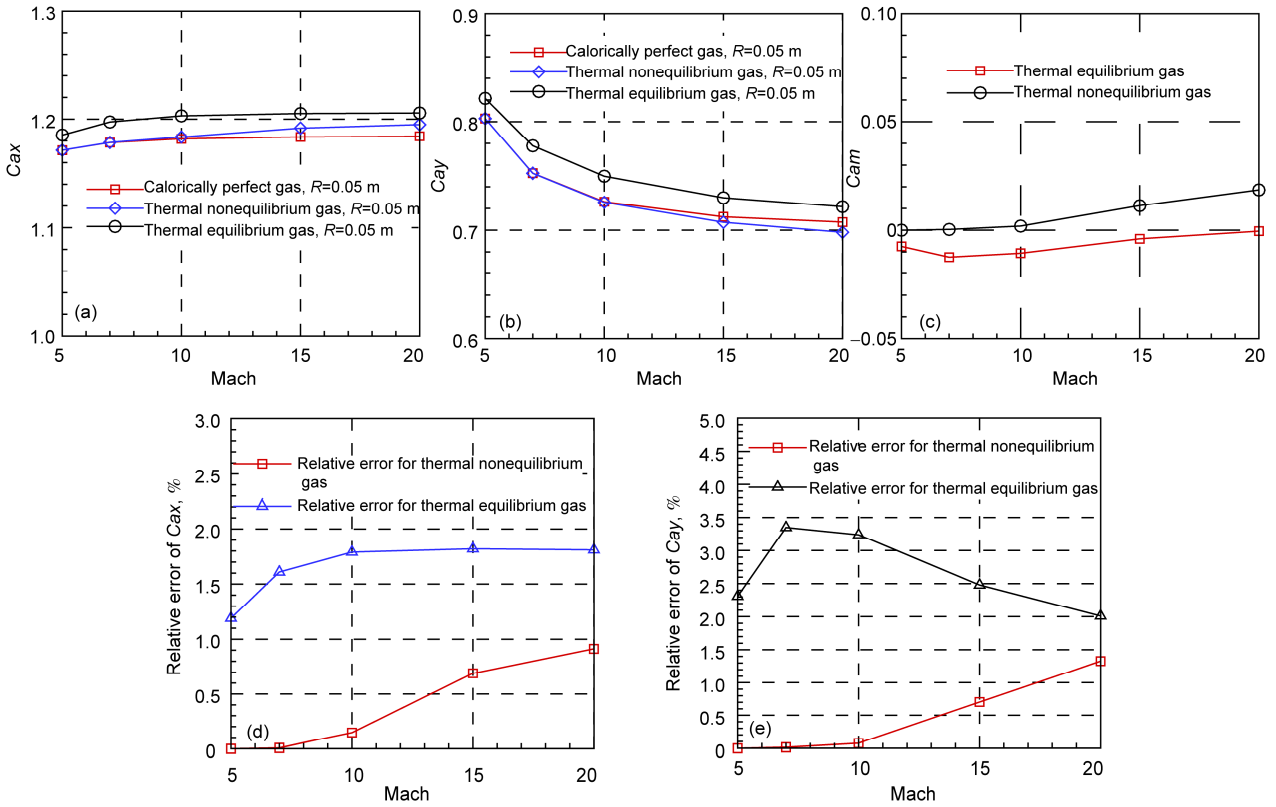 1.3
1.2
1.1
1.0
Cax
Calorically perfect gas, R=0.05 m
Thermal nonequilibrium gas, R=0.05 m
Thermal equilibrium gas, R=0.05 m
(a)
5 10 15 20
Mach
0.9
0.8
0.7
0.6
Cay
Calorically perfect gas, R=0.05 m
Thermal nonequilibrium gas, R=0.05 m
Thermal equilibrium gas, R=0.05 m
(b)
5 10 15 20
Mach
0.10
0.05
0
−0.05
Cam
Thermal equilibrium gas
Thermal nonequilibrium gas
(c)
5 10 15 20
Mach
3.0
2.5
2.0
1.5
1.0
0.5
0
Relative error of Cax, %
Relative error for thermal nonequilibrium
gas
Relative error for thermal equilibrium gas
(d)
5 10 15 20
Mach
5.0
4.5
4.0
3.5
3.0
2.5
2.0
1.5
1.0
0.5
0
Relative error of Cay, %
Relative error for thermal nonequilibrium
gas
Relative error for thermal equilibrium gas
(e)
5 10 15 20
Mach